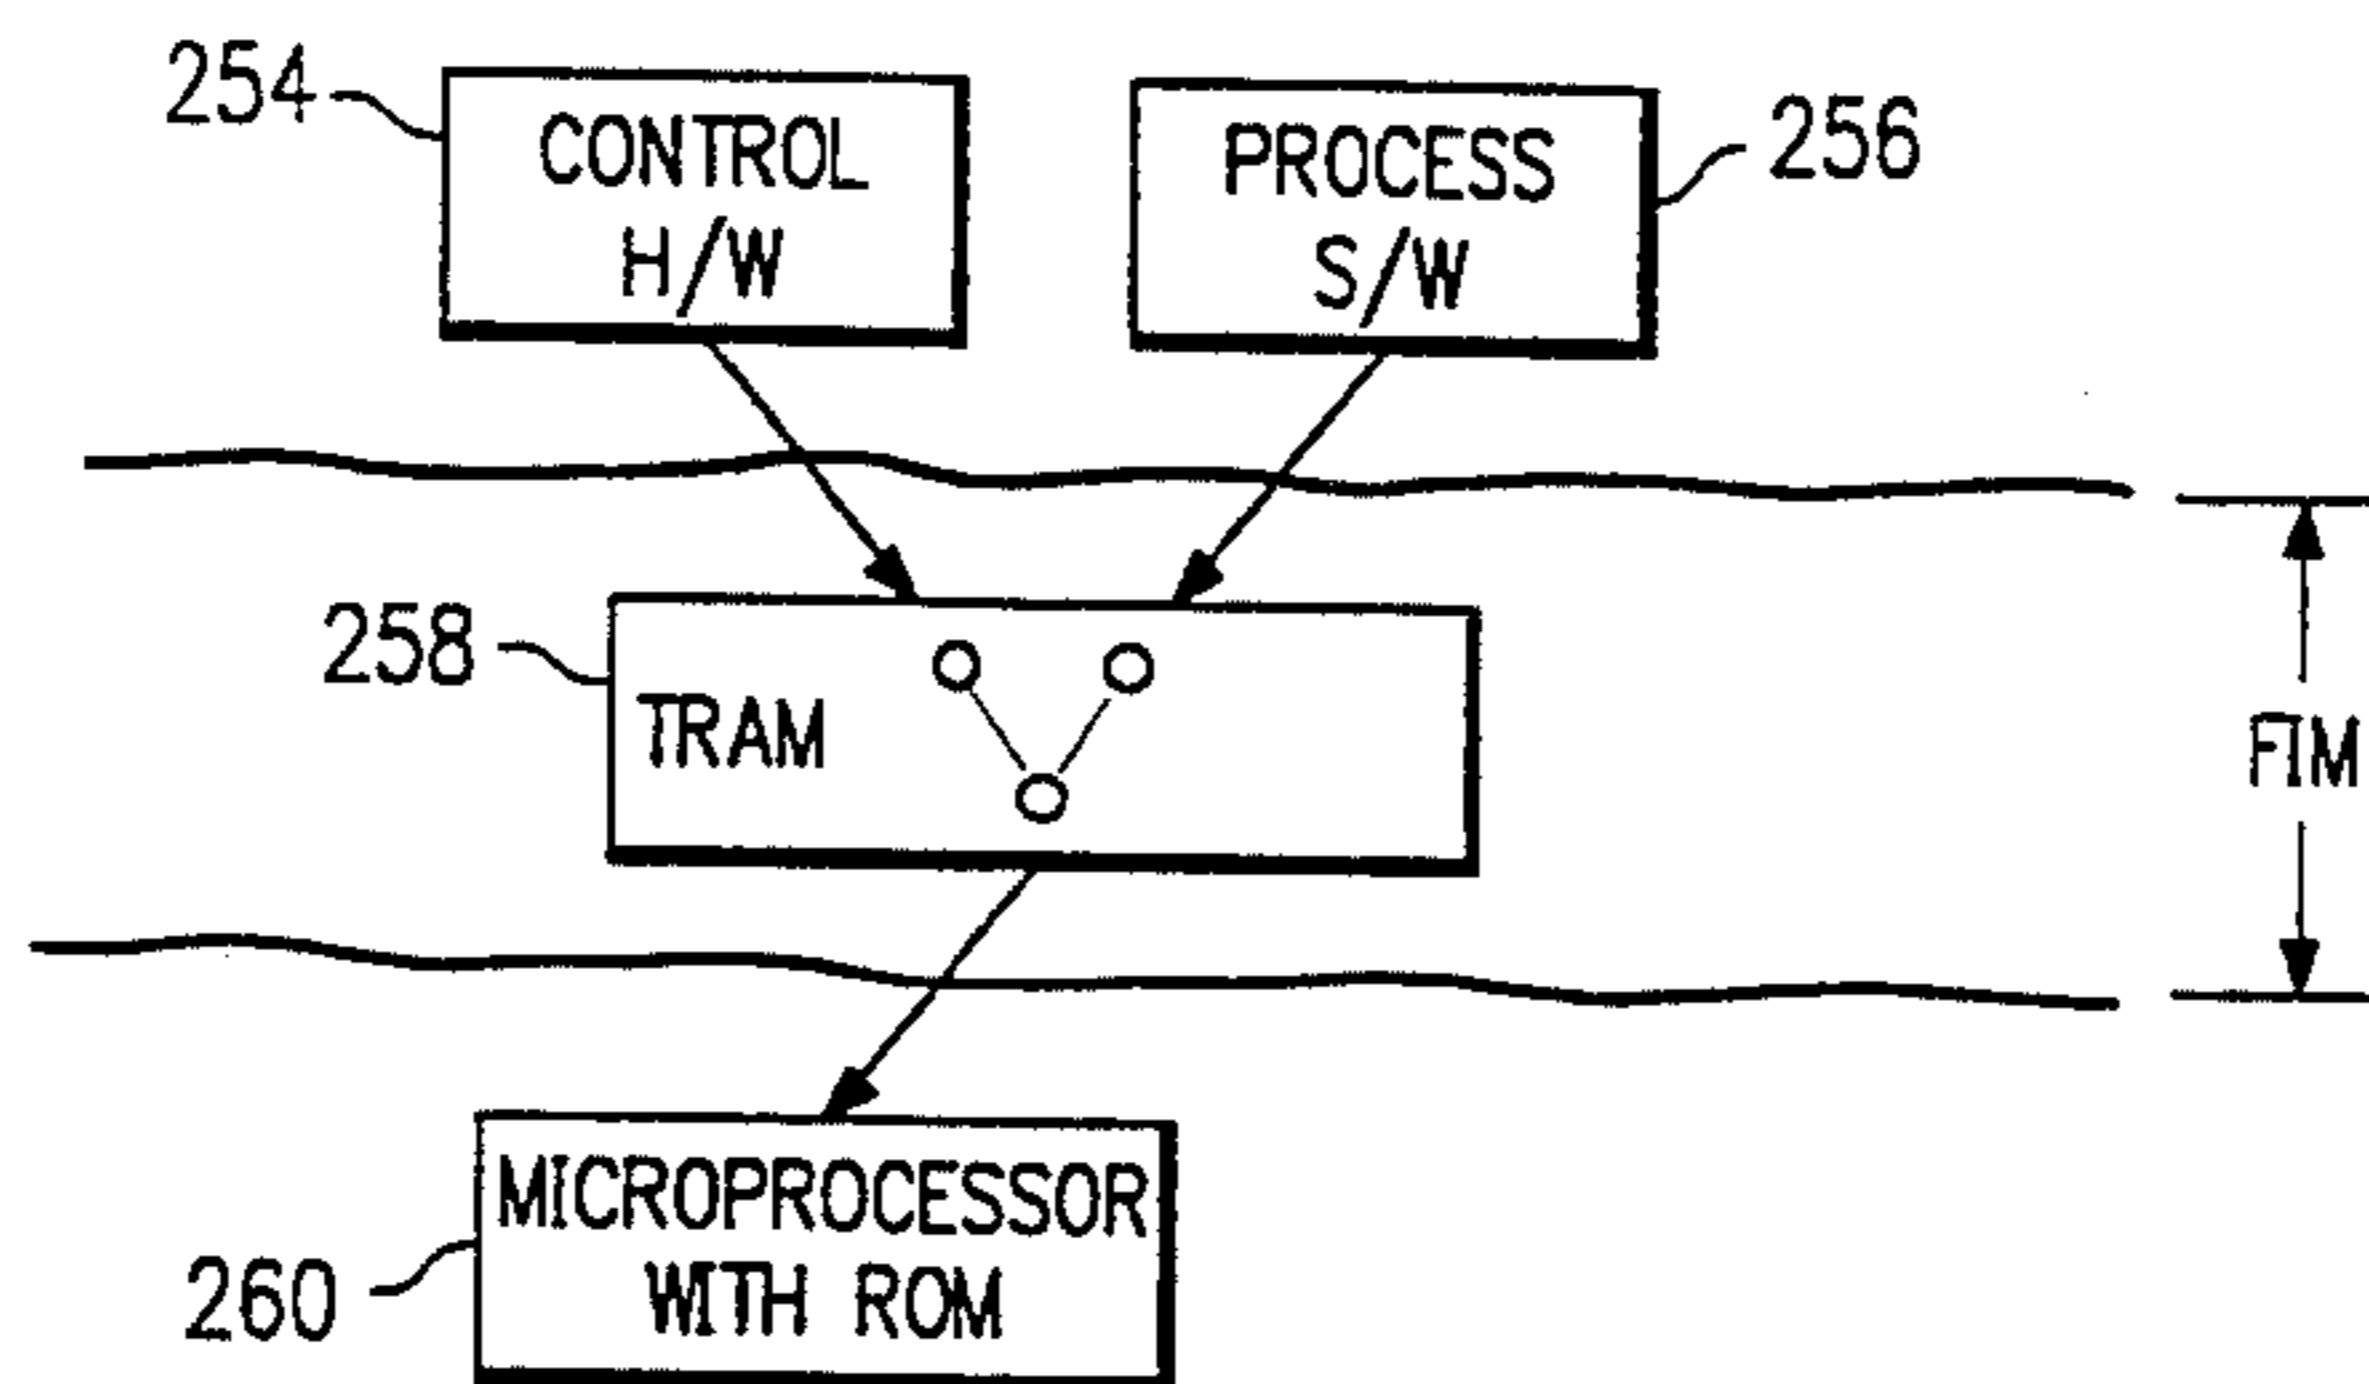 254
CONTROL
H/W
PROCESS
S/W
256
258
TRAM
FIM
MICROPROCESSOR
WITH ROM
260